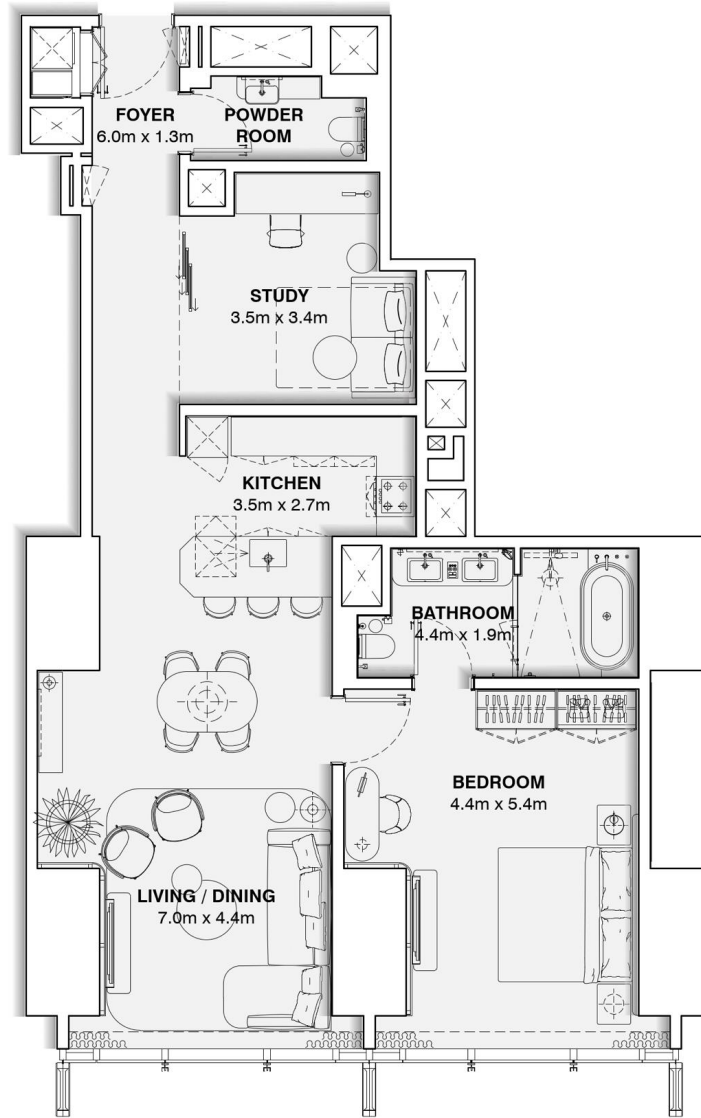 FOYER
6.0m x 1.3m
POWDER
ROOM
STUDY
3.5m x 3.4m
KITCHEN
3.5m x 2.7m
BATHROOM
4.4m x 1.9m
BEDROOM
4.4m x 5.4m
LIVING / DINING
7.0m x 4.4m